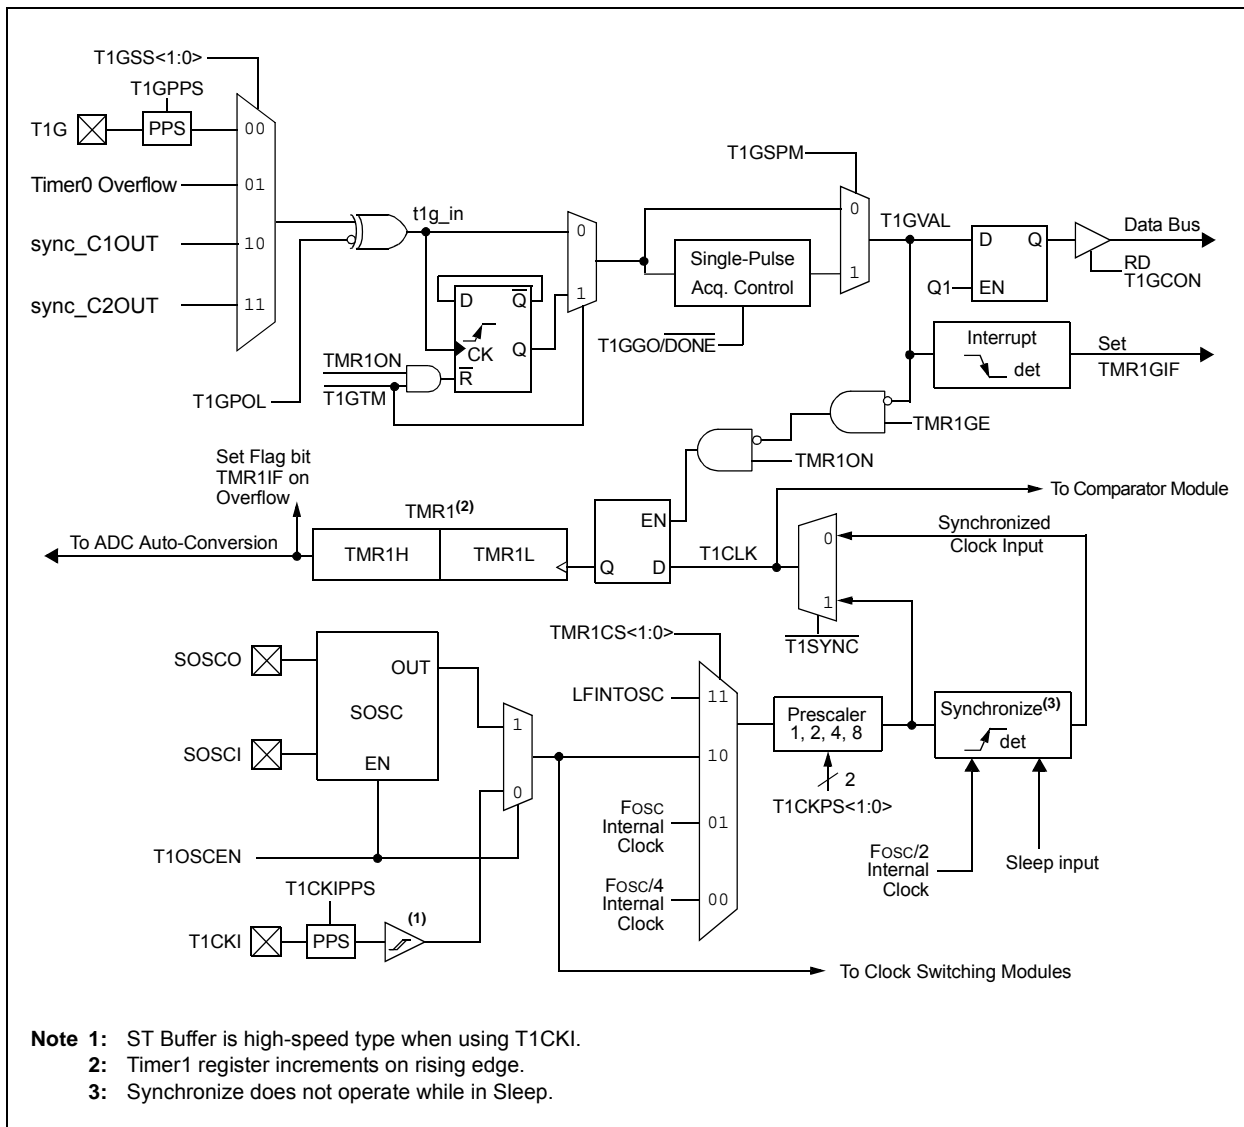 T1GSS<1:0>
T1GPPS
T1G
PPS
00
Timer0 Overflow
01
sync_C1OUT
10
sync_C2OUT
11
T1GPOL
t1g_in
D
Q
CK
Q
R
TMR1ON
T1GTM
0
1
T1GSPM
Single-Pulse
Acq. Control
T1GGO/DONE
0
1
T1GVAL
D
Q
Q1
EN
Data Bus
RD
T1GCON
Interrupt
det
Set
TMR1GIF
TMR1GE
TMR1ON
Set Flag bit
TMR1IF on
Overflow
To ADC Auto-Conversion
TMR1(2)
TMR1H
TMR1L
EN
Q
D
T1CLK
To Comparator Module
0
1
Synchronized
Clock Input
T1SYNC
SOSCO
OUT
SOSC
SOSCI
EN
1
0
T1OSCEN
T1CKIPPS
T1CKI
PPS
(1)
TMR1CS<1:0>
LFINTOSC
11
10
FOSC
Internal
Clock
01
FOSC/4
Internal
Clock
00
Prescaler
1, 2, 4, 8
2
T1CKPS<1:0>
Synchronize(3)
det
FOSC/2
Internal
Clock
Sleep input
To Clock Switching Modules
Note 1: ST Buffer is high-speed type when using T1CKI.
2: Timer1 register increments on rising edge.
3: Synchronize does not operate while in Sleep.